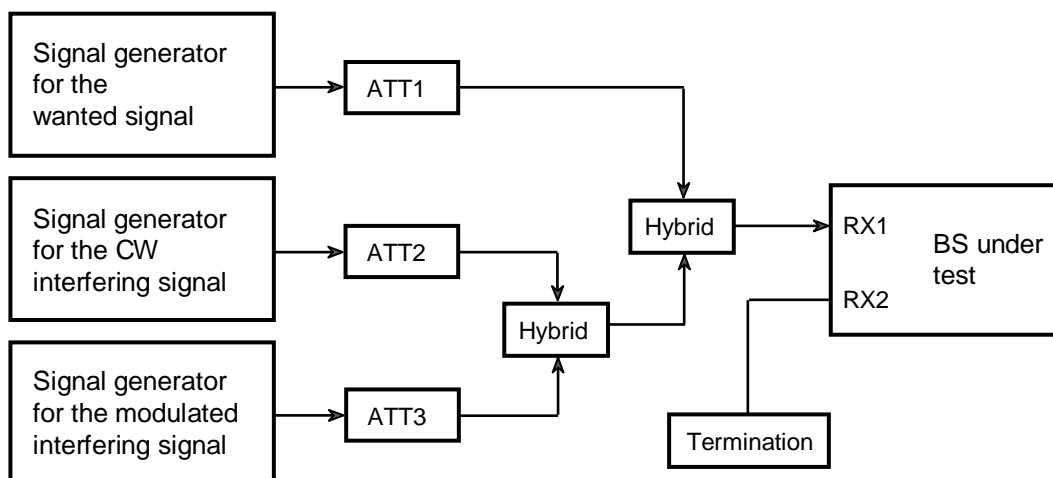 Signal generator
for the
wanted signal
ATT1
Signal generator
for the CW
interfering signal
ATT2
Signal generator
for the modulated
interfering signal
ATT3
Hybrid
Hybrid
RX1
RX2
BS under
test
Termination